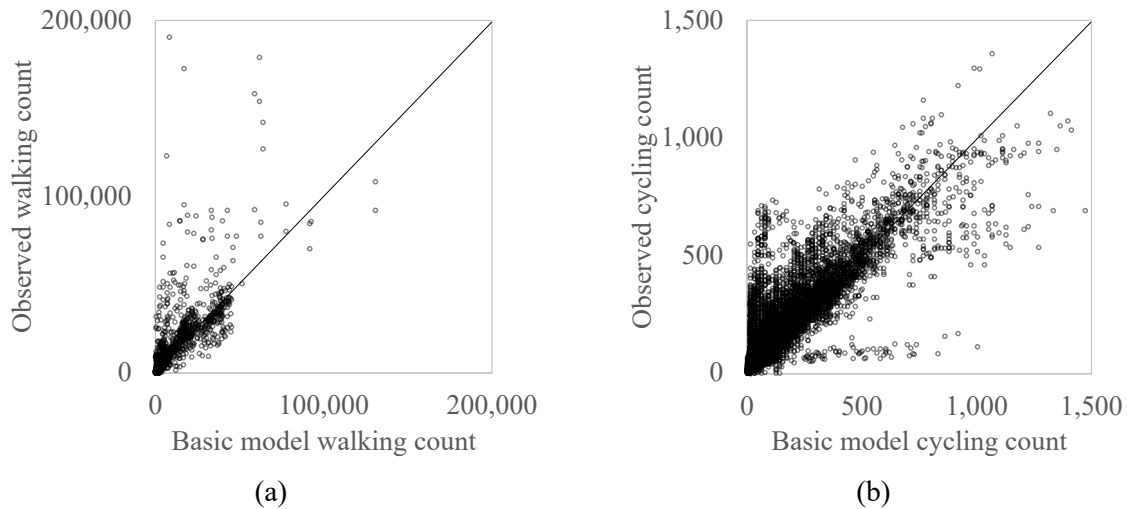 200,000
100,000
0
Observed walking count
0
100,000
200,000
Basic model walking count
(a)
1,500
1,000
500
0
Observed cycling count
0
500
1,000
1,500
Basic model cycling count
(b)